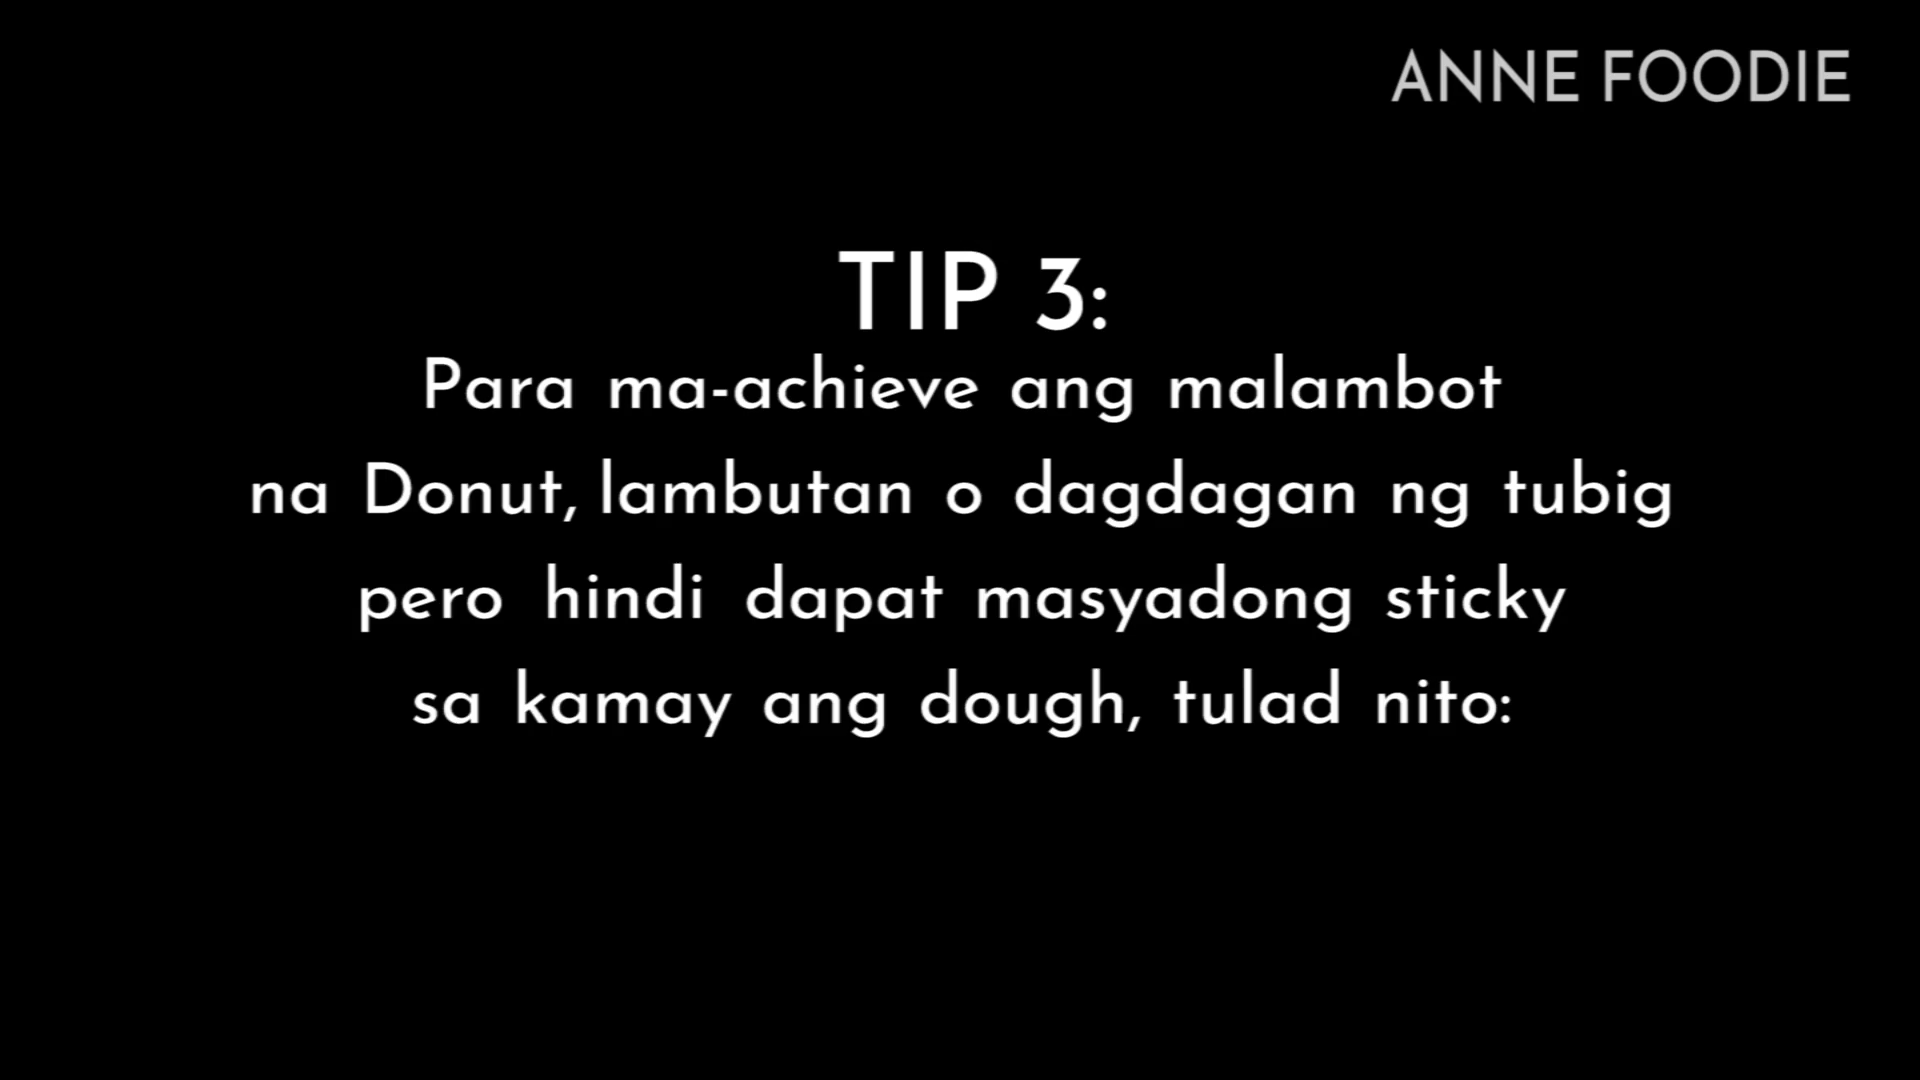 ANNE FOODIE
TIP 3:
Para ma-achieve ang malambot
na Donut, lambutan o dagdagan ng tubig
pero hindi dapat masyadong sticky
sa kamay ang dough, tulad nito: